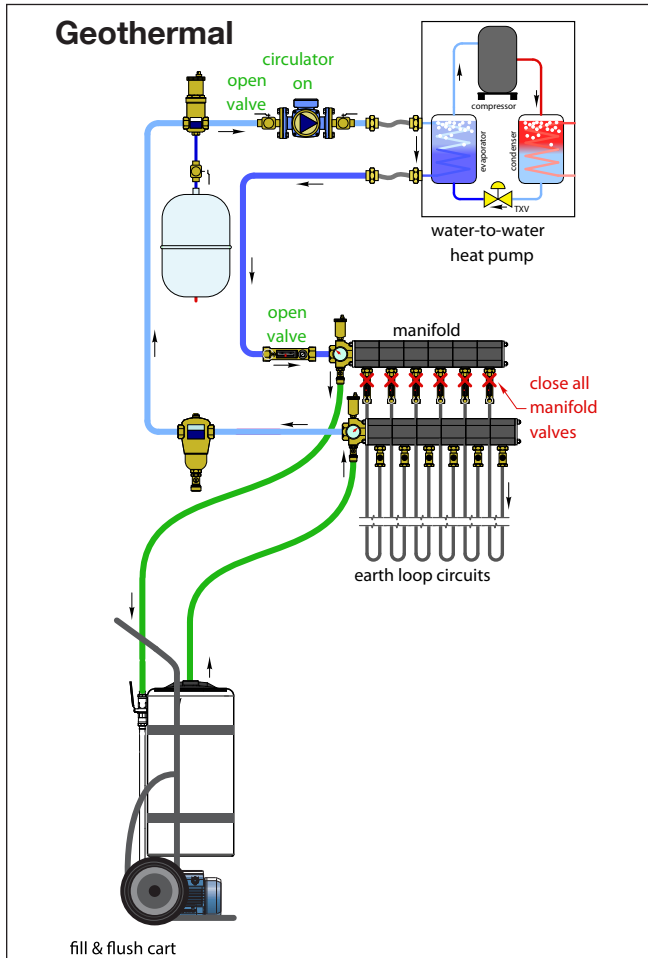 Geothermal
circulator
on
open
valve
compressor
evaporator
condenser
TXV
water-to-water
heat pump
open
valve
manifold
close all
manifold
valves
earth loop circuits
fill & flush cart